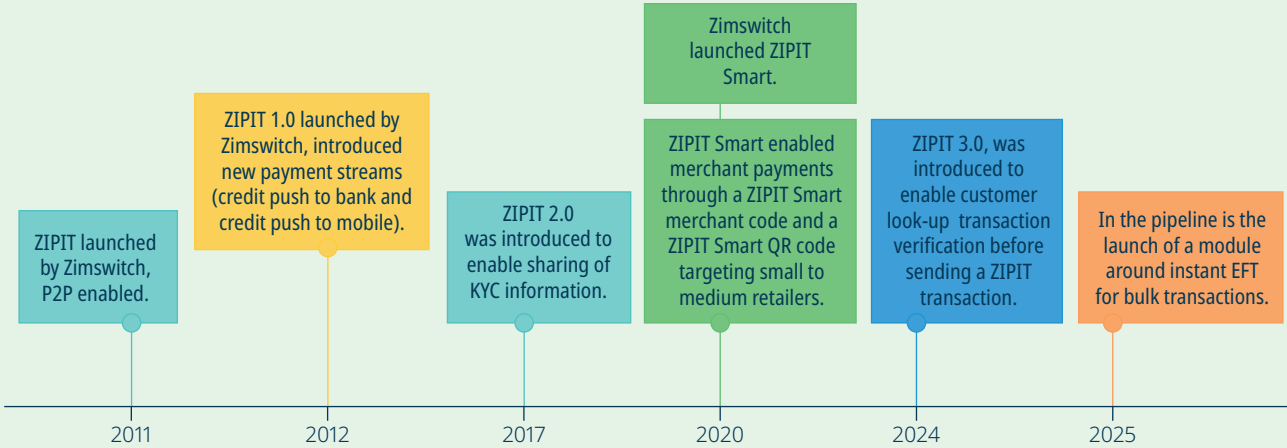 ZIPIT launched
by Zimswitch,
P2P enabled.
ZIPIT 1.0 launched by
Zimswitch, introduced
new payment streams
(credit push to bank and
credit push to mobile).
ZIPIT 2.0
was introduced to
enable sharing of
KYC information.
Zimswitch
launched ZIPIT
Smart.
ZIPIT Smart enabled
merchant payments
through a ZIPIT Smart
merchant code and a
ZIPIT Smart QR code
targeting small to
medium retailers.
ZIPIT 3.0, was
introduced to
enable customer
look-up transaction
verification before
sending a ZIPIT
transaction.
In the pipeline is the
launch of a module
around instant EFT
for bulk transactions.
2011
2012
2017
2020
2024
2025